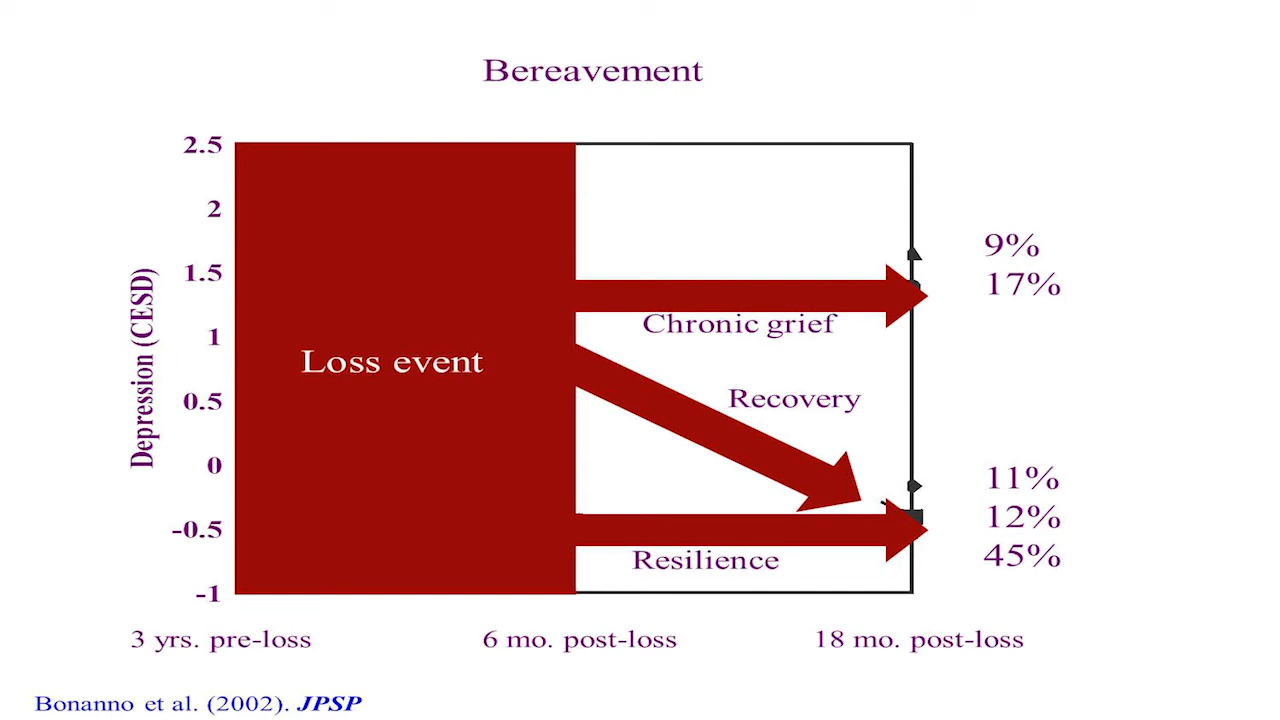 Bereavement
2.5
2
1.5
1
0.5
0
-0.5
-1
Depression (CESD)
Loss event
Chronic grief
Recovery
Resilience
9%
17%
11%
12%
45%
3 yrs. pre-loss
6 mo. post-loss
18 mo. post-loss
Bonanno et al. (2002). JPSP